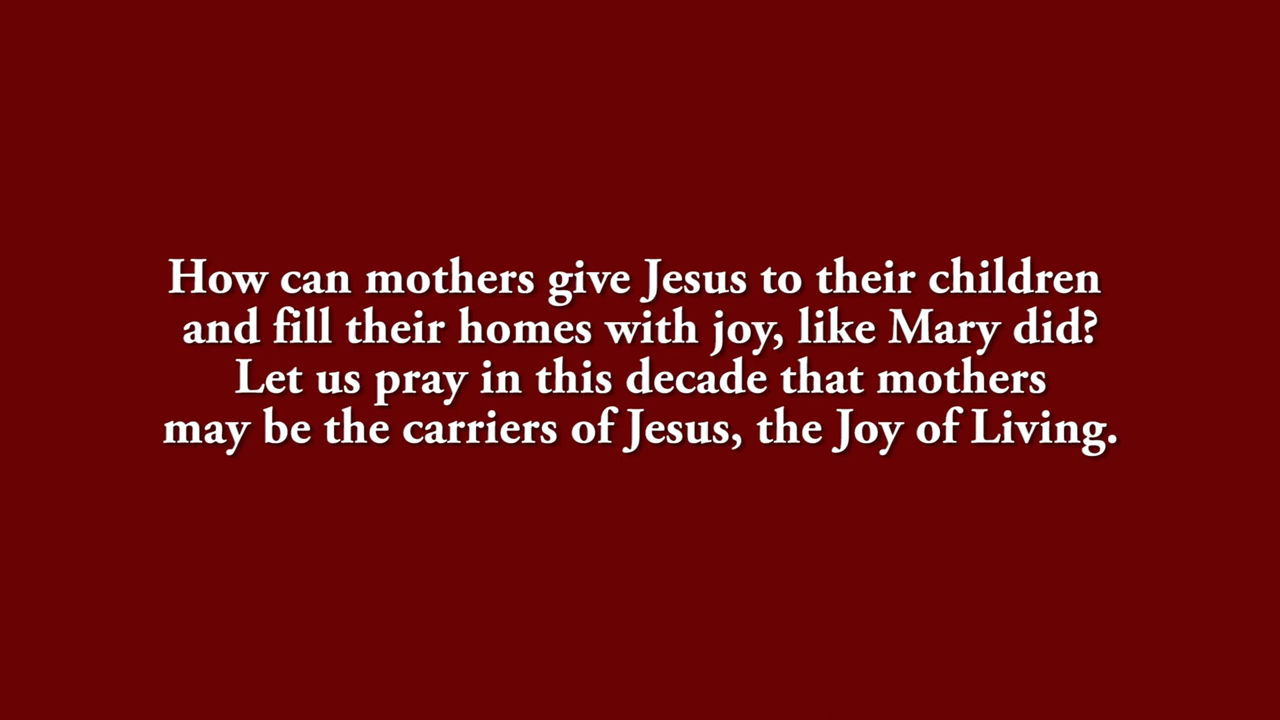 How can mothers give Jesus to their children
and fill their homes with joy, like Mary did?
Let us pray in this decade that mothers
may be the carriers of Jesus, the Joy of Living.